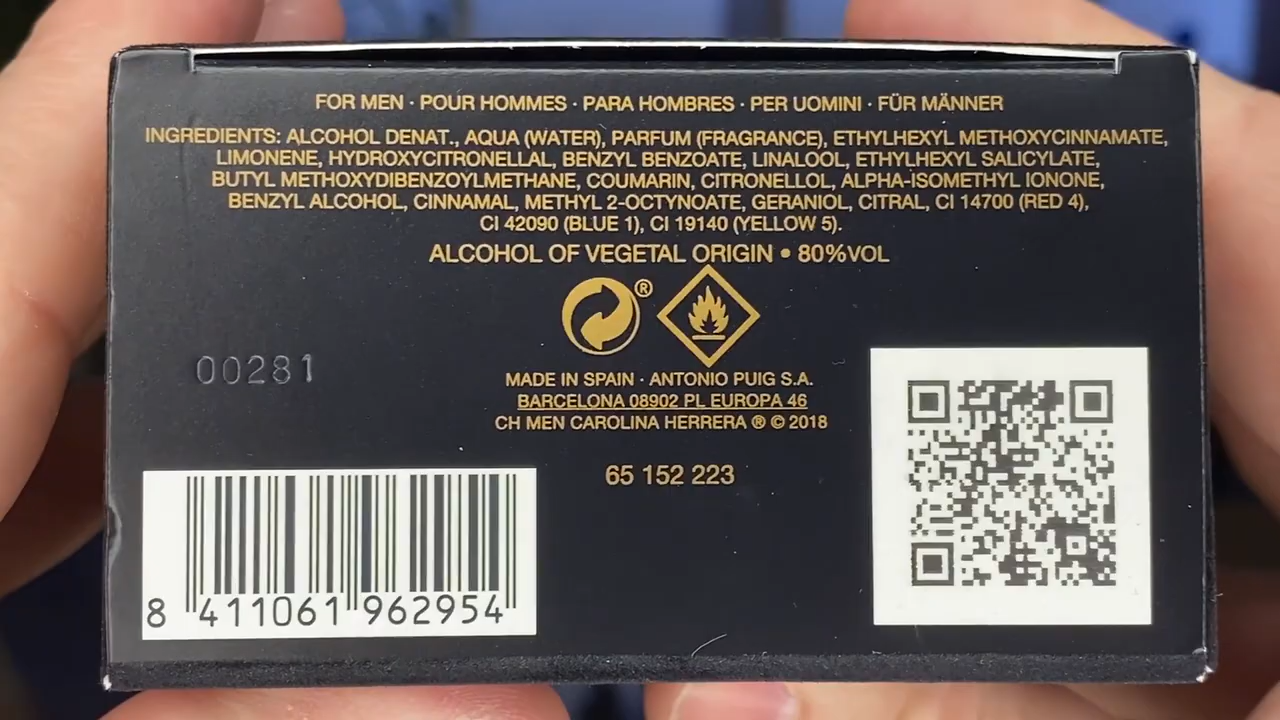 FOR MEN · POUR HOMMES · PARA HOMBRES · PER UOMINI · FÜR MÄNNER
INGREDIENTS: ALCOHOL DENAT., AQUA (WATER), PARFUM (FRAGRANCE), ETHYLHEXYL METHOXYCINNAMATE,
LIMONENE, HYDROXYCITRONELLAL, BENZYL BENZOATE, LINALOOL, ETHYLHEXYL SALICYLATE,
BUTYL METHOXYDIBENZOYLMETHANE, COUMARIN, CITRONELLOL, ALPHA-ISOMETHYL IONONE,
BENZYL ALCOHOL, CINNAMAL, METHYL 2-OCTYNOATE, GERANIOL, CITRAL, CI 14700 (RED 4),
CI 42090 (BLUE 1), CI 19140 (YELLOW 5).
ALCOHOL OF VEGETAL ORIGIN • 80%VOL
®
00281
MADE IN SPAIN · ANTONIO PUIG S.A.
BARCELONA 08902 PL EUROPA 46
CH MEN CAROLINA HERRERA ® © 2018
65 152 223
8 411061 962954